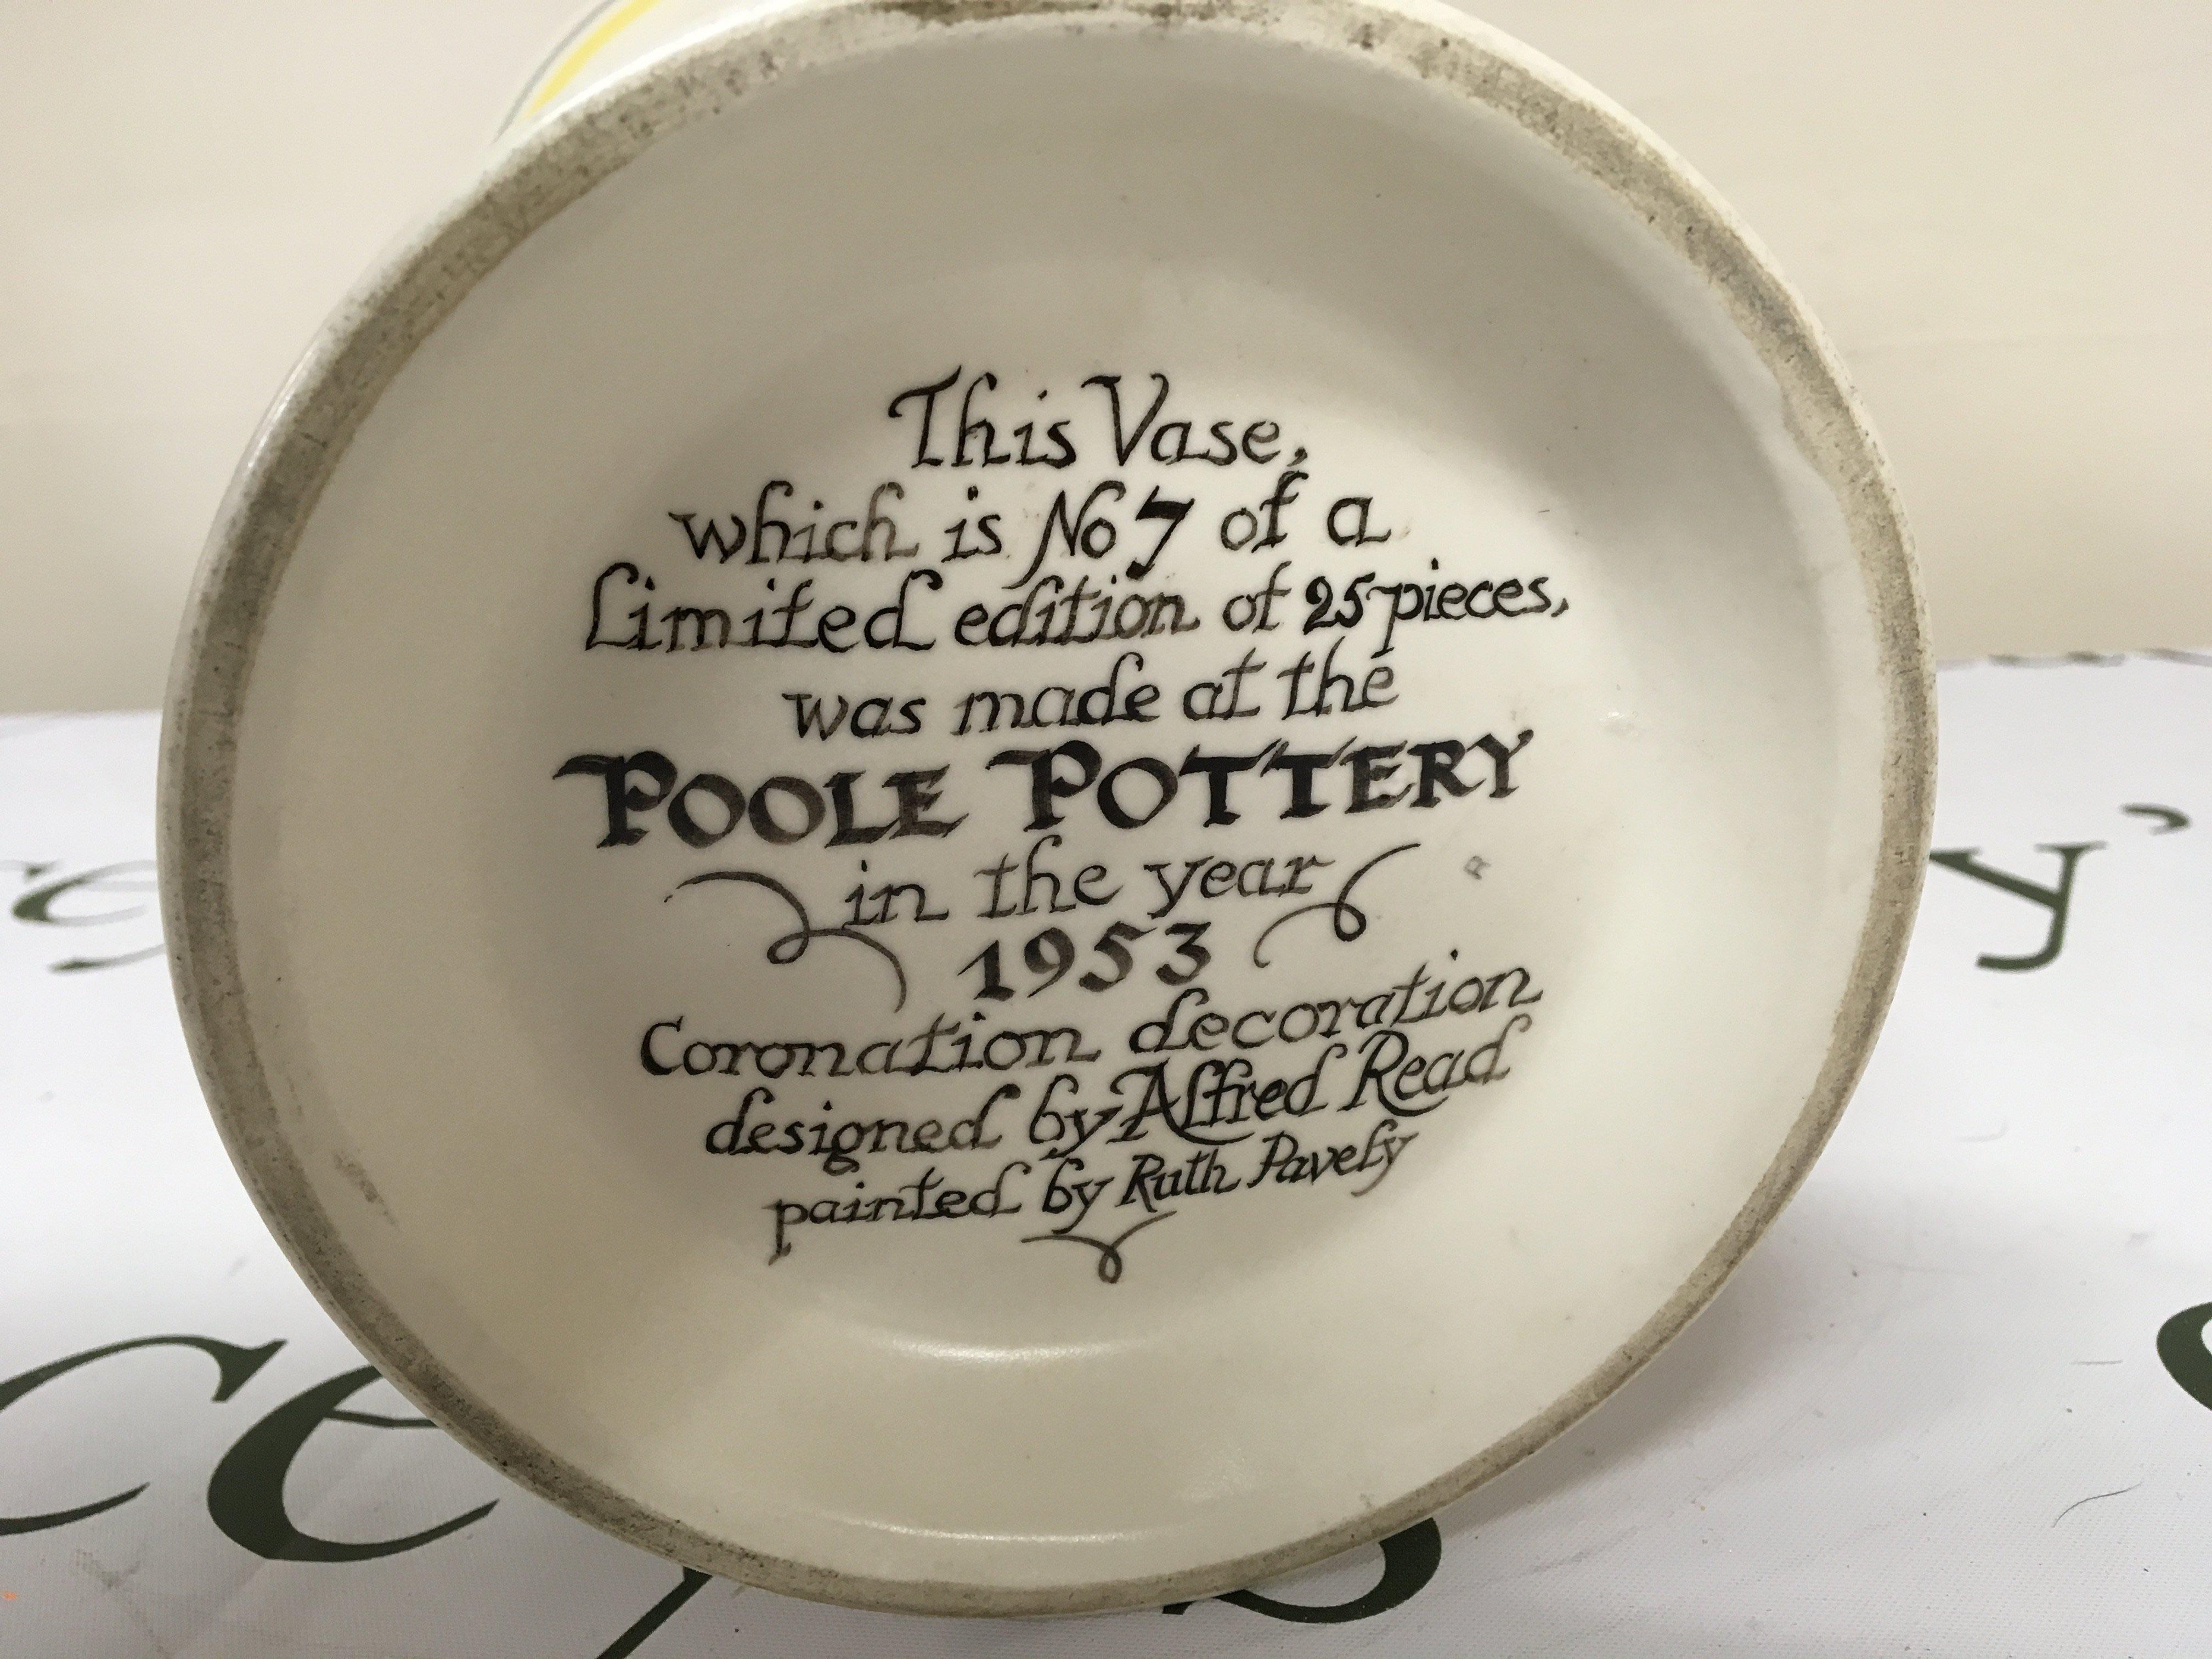 This Vase,
which is No 7 of a
Limited edition of 25 pieces,
was made at the
POOLE POTTERY
in the year
1953
Coronation decoration
designed by Alfred Read
painted by Ruth Pavely